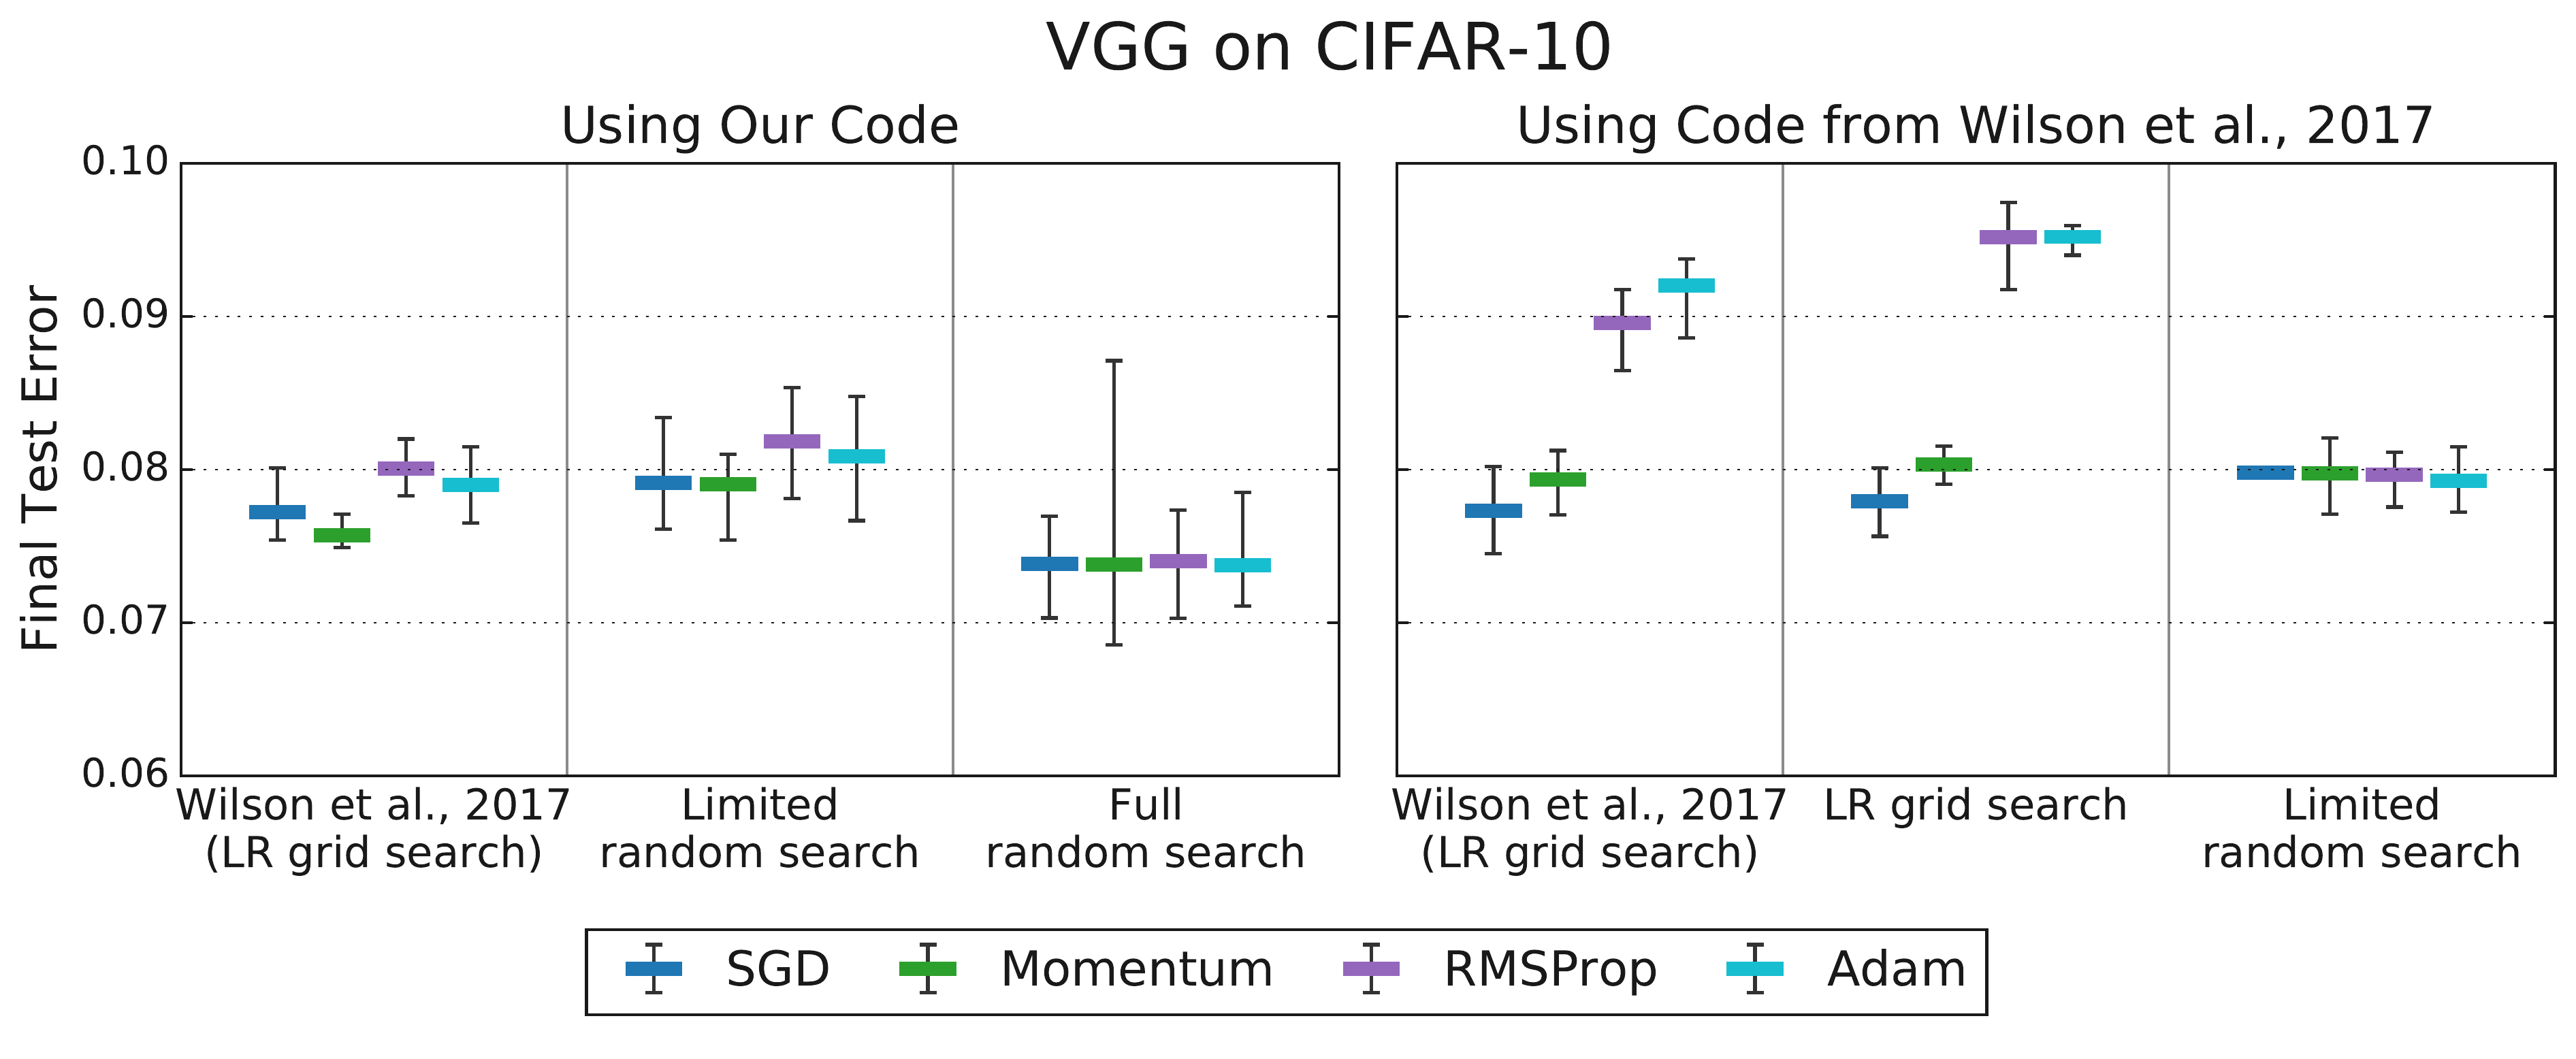 VGG on CIFAR-10
Using Our Code
Using Code from Wilson et al., 2017
Final Test Error
0.10
0.09
0.08
0.07
0.06
Wilson et al., 2017
(LR grid search)
Limited
random search
Full
random search
Wilson et al., 2017
(LR grid search)
LR grid search
Limited
random search
SGD
Momentum
RMSProp
Adam